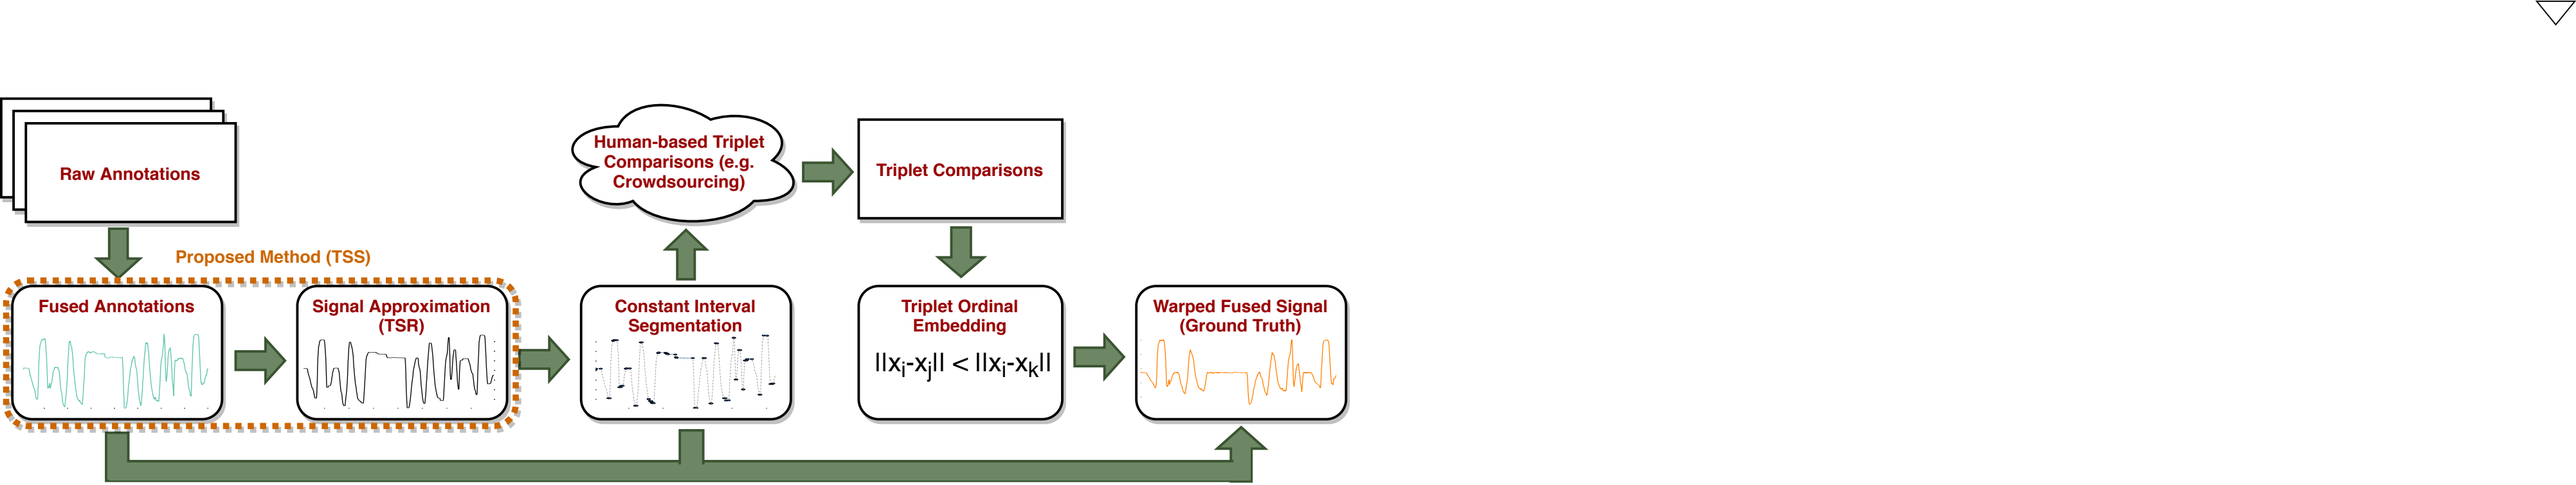 Raw Annotations
Human-based Triplet
Comparisons (e.g.
Crowdsourcing)
Triplet Comparisons
Proposed Method (TSS)
Fused Annotations
Signal Approximation
(TSR)
Constant Interval
Segmentation
Triplet Ordinal
Embedding
||xi-xj|| < ||xi-xk||
Warped Fused Signal
(Ground Truth)